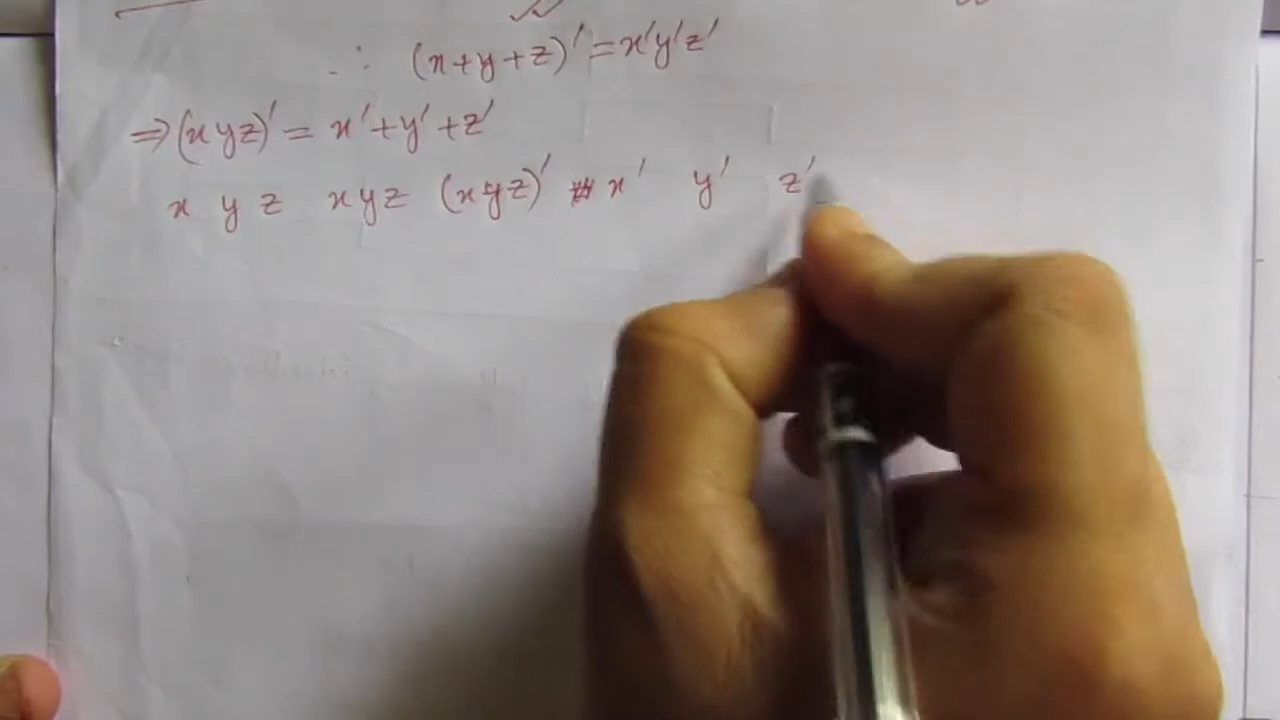 ∴ (x+y+z)' = x'y'z'
⇒ (xyz)' = x'+y'+z'
x y z xyz (xyz)' x' y' z'